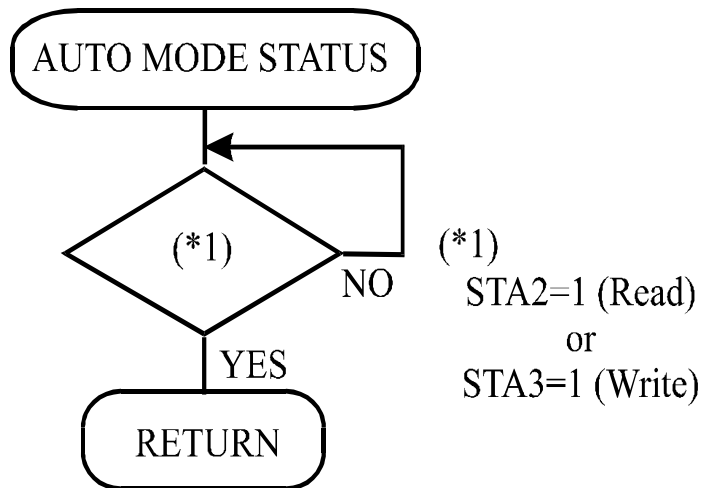 AUTO MODE STATUS
(*1)
NO
YES
RETURN
(*1)
STA2=1 (Read)
or
STA3=1 (Write)